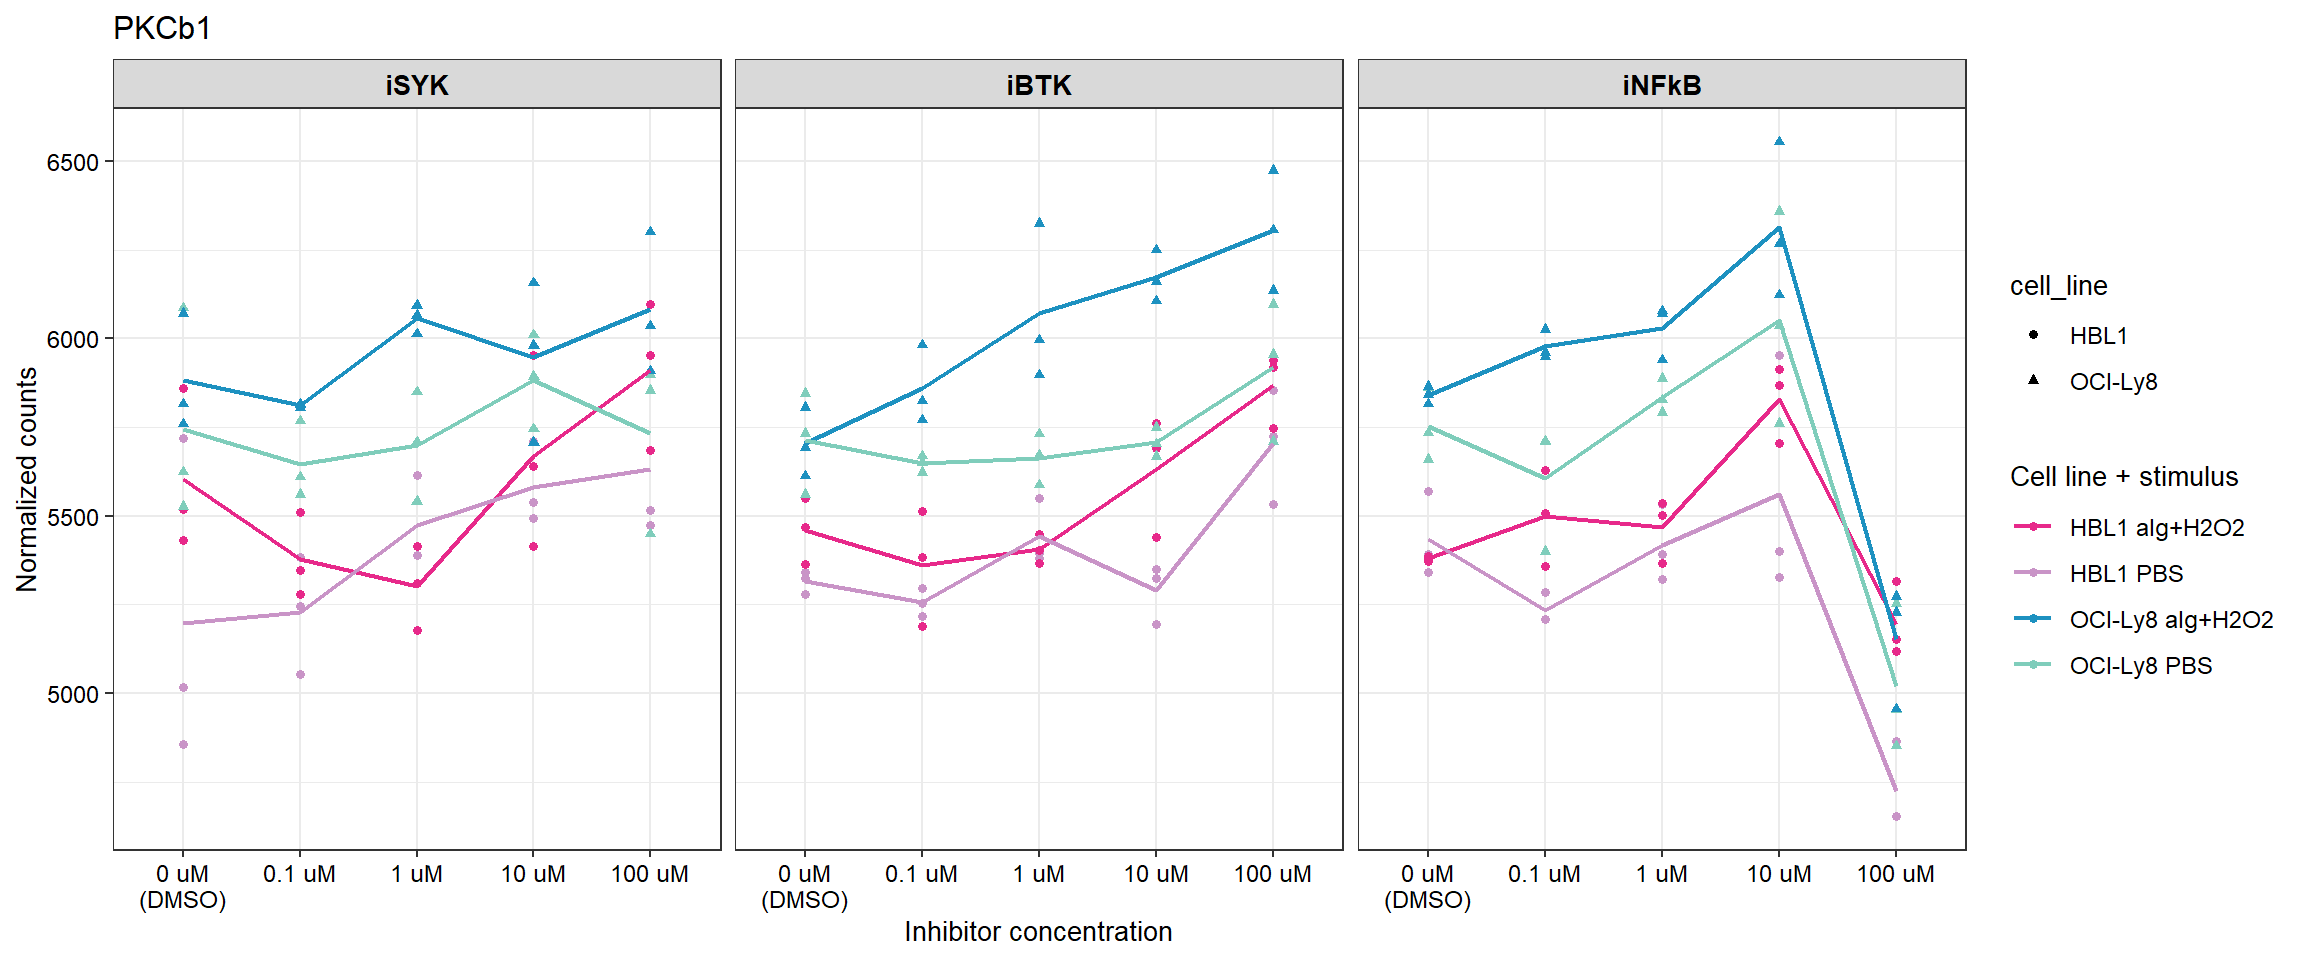 PKCb1
iSYK
iBTK
iNFkB
Normalized counts
6500
6000
5500
5000
0 uM
(DMSO)
0.1 uM
1 uM
10 uM
100 uM
0 uM
(DMSO)
0.1 uM
1 uM
10 uM
100 uM
0 uM
(DMSO)
0.1 uM
1 uM
10 uM
100 uM
Inhibitor concentration
cell_line
HBL1
OCI-Ly8
Cell line + stimulus
HBL1 aIg+H2O2
HBL1 PBS
OCI-Ly8 aIg+H2O2
OCI-Ly8 PBS